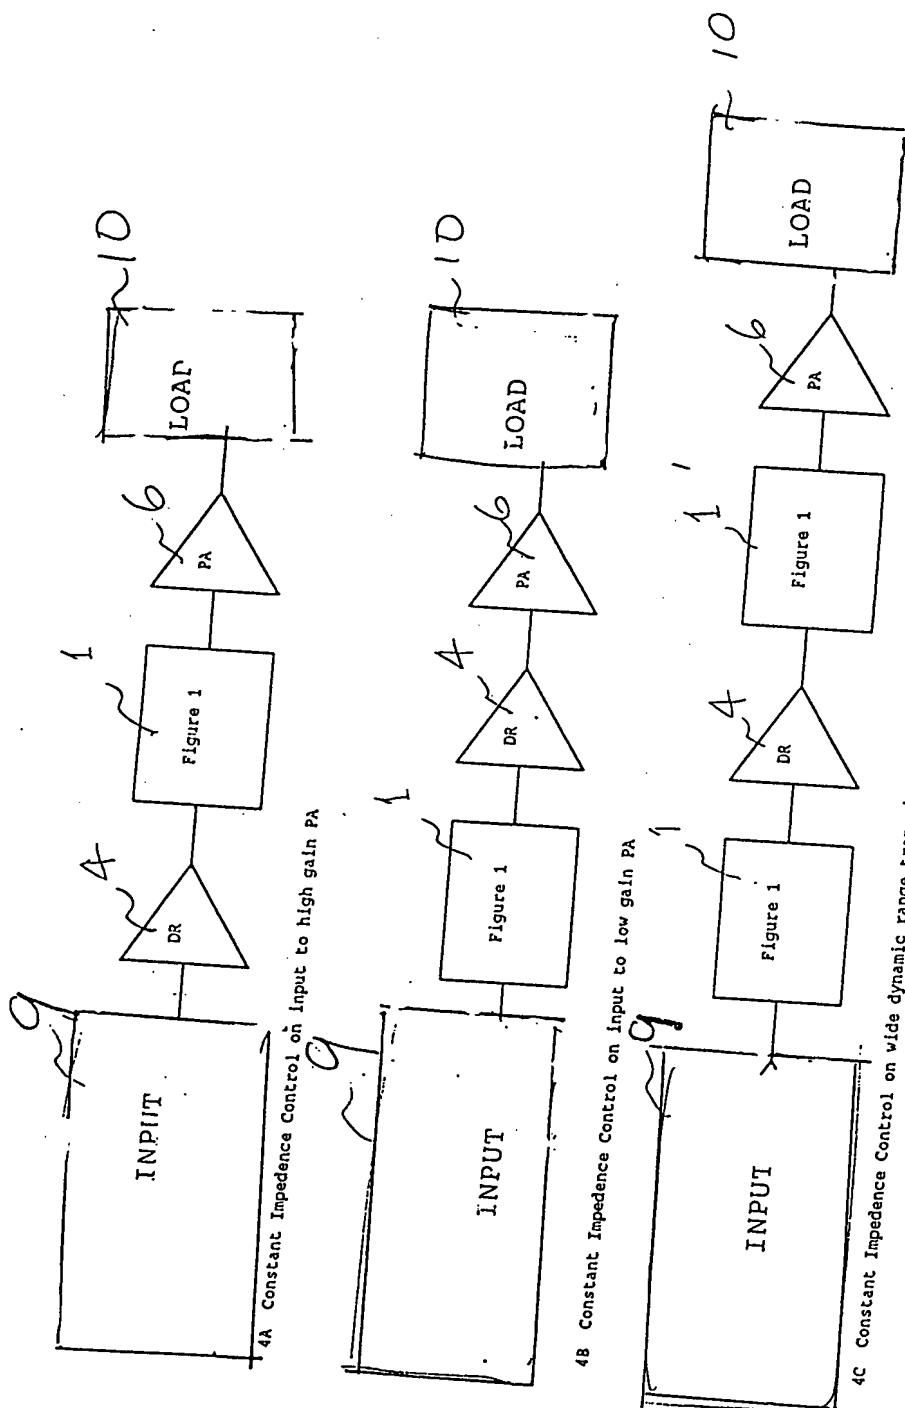 9
INPUT
4
DR
1
Figure 1
6
PA
10
LOAD
4A Constant Impedence Control on input to high gain PA
9
INPUT
1
Figure 1
4
DR
6
PA
10
LOAD
4B Constant Impedence Control on input to low gain PA
9
INPUT
1
Figure 1
4
DR
1'
Figure 1
6
PA
10
LOAD
4C Constant Impedence Control on wide dynamic range